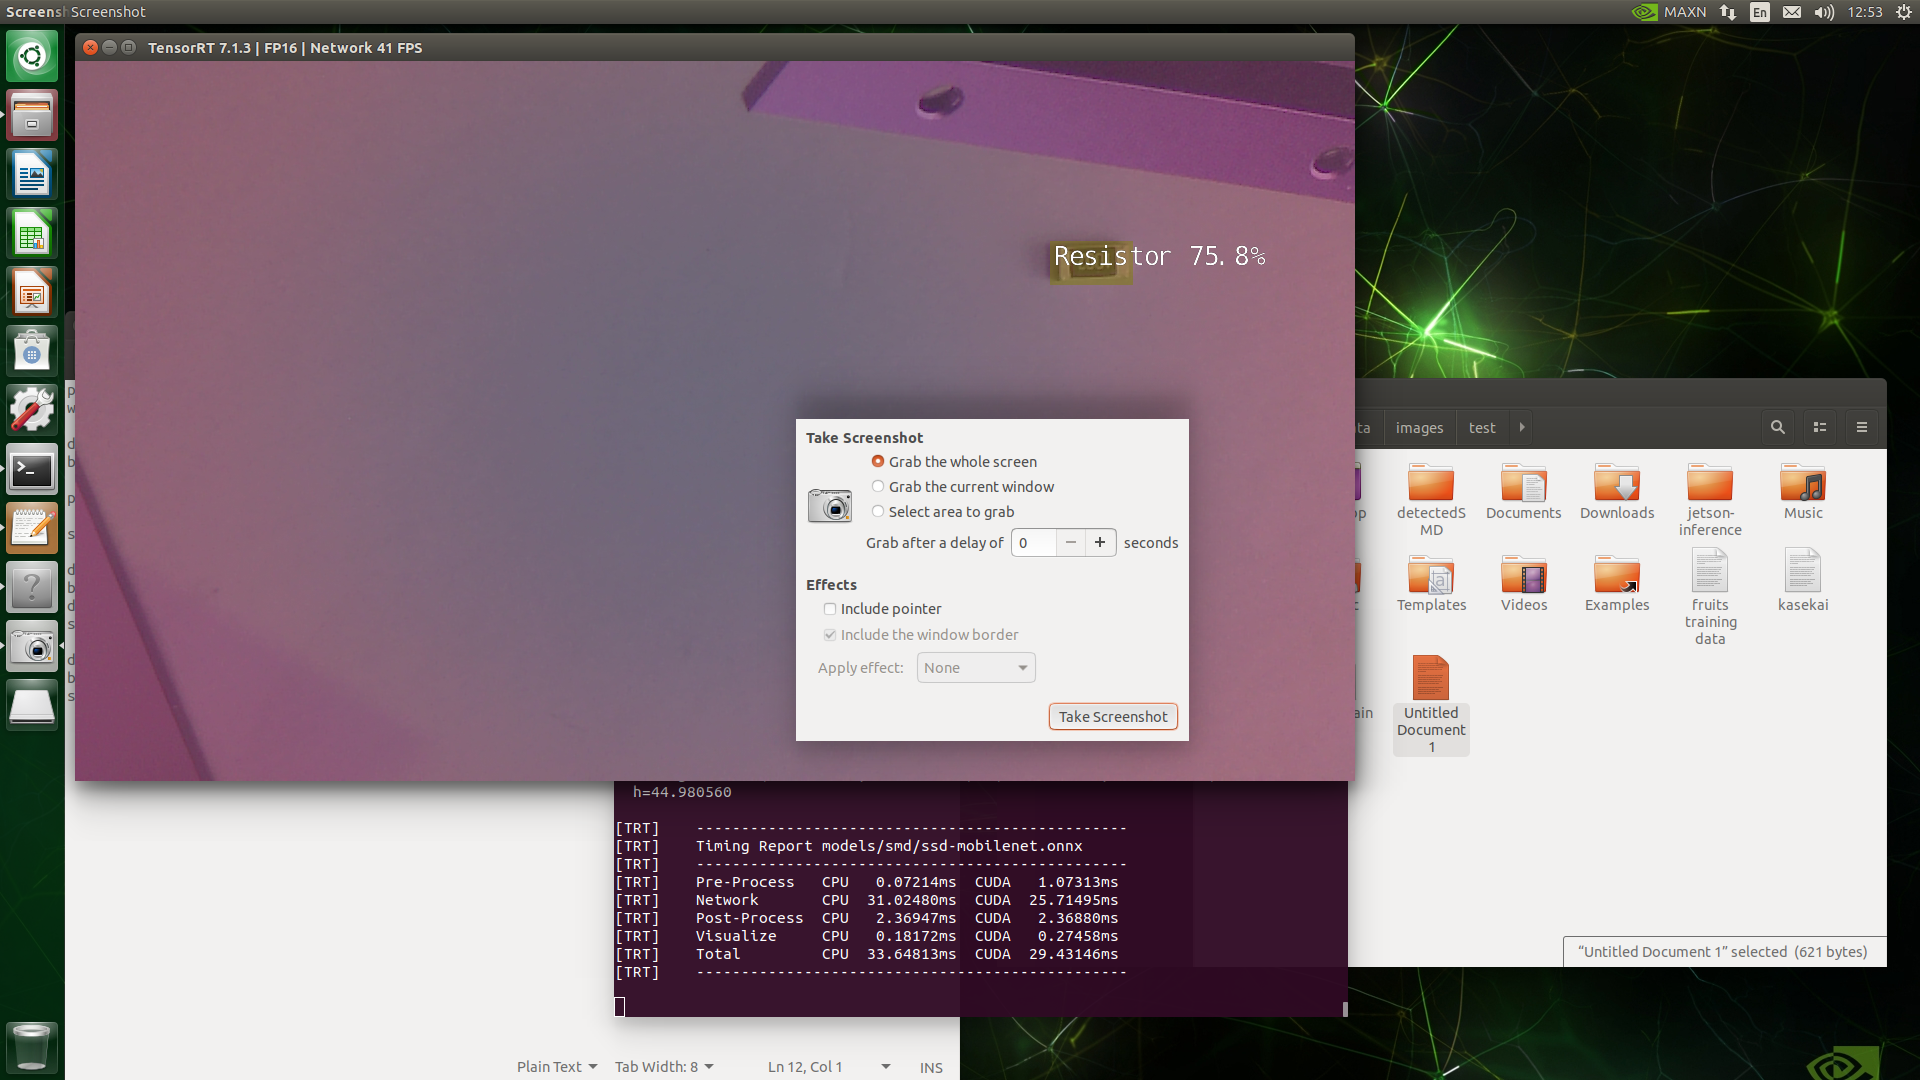 Screens Screenshot
MAXN En 12:53
TensorRT 7.1.3 | FP16 | Network 41 FPS
Resistor 75.8%
Take Screenshot
Grab the whole screen
Grab the current window
Select area to grab
Grab after a delay of 0 − + seconds
Effects
Include pointer
Include the window border
Apply effect: None
Take Screenshot
ta images test
detectedS
MD
Documents
Downloads
jetson-
inference
Music
Templates
Videos
Examples
fruits
training
data
kasekai
Untitled
Document
1
“Untitled Document 1” selected (621 bytes)
h=44.980560
[TRT] ------------------------------------------------
[TRT] Timing Report models/smd/ssd-mobilenet.onnx
[TRT] ------------------------------------------------
[TRT] Pre-Process CPU 0.07214ms CUDA 1.07313ms
[TRT] Network CPU 31.02480ms CUDA 25.71495ms
[TRT] Post-Process CPU 2.36947ms CUDA 2.36880ms
[TRT] Visualize CPU 0.18172ms CUDA 0.27458ms
[TRT] Total CPU 33.64813ms CUDA 29.43146ms
[TRT] ------------------------------------------------
Plain Text Tab Width: 8 Ln 12, Col 1 INS